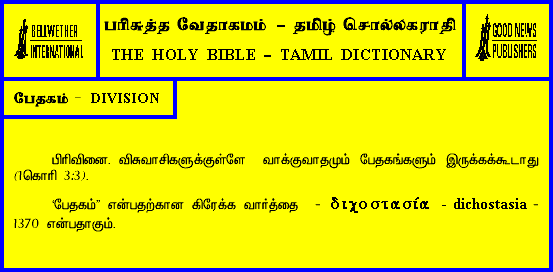 BELLWETHER
INTERNATIONAL
பரிசுத்த வேதாகமம் – தமிழ் சொல்லகராதி
THE HOLY BIBLE – TAMIL DICTIONARY
GOOD NEWS
PUBLISHERS
பேதகம் – DIVISION
பிரிவினை. விசுவாசிகளுக்குள்ளே வாக்குவாதமும் பேதகங்களும் இருக்கக்கூடாது
(1கொரி 3:3).
“பேதகம்” என்பதற்கான கிரேக்க வார்த்தை - διχοστασία - dichostasia -
1370 என்பதாகும்.